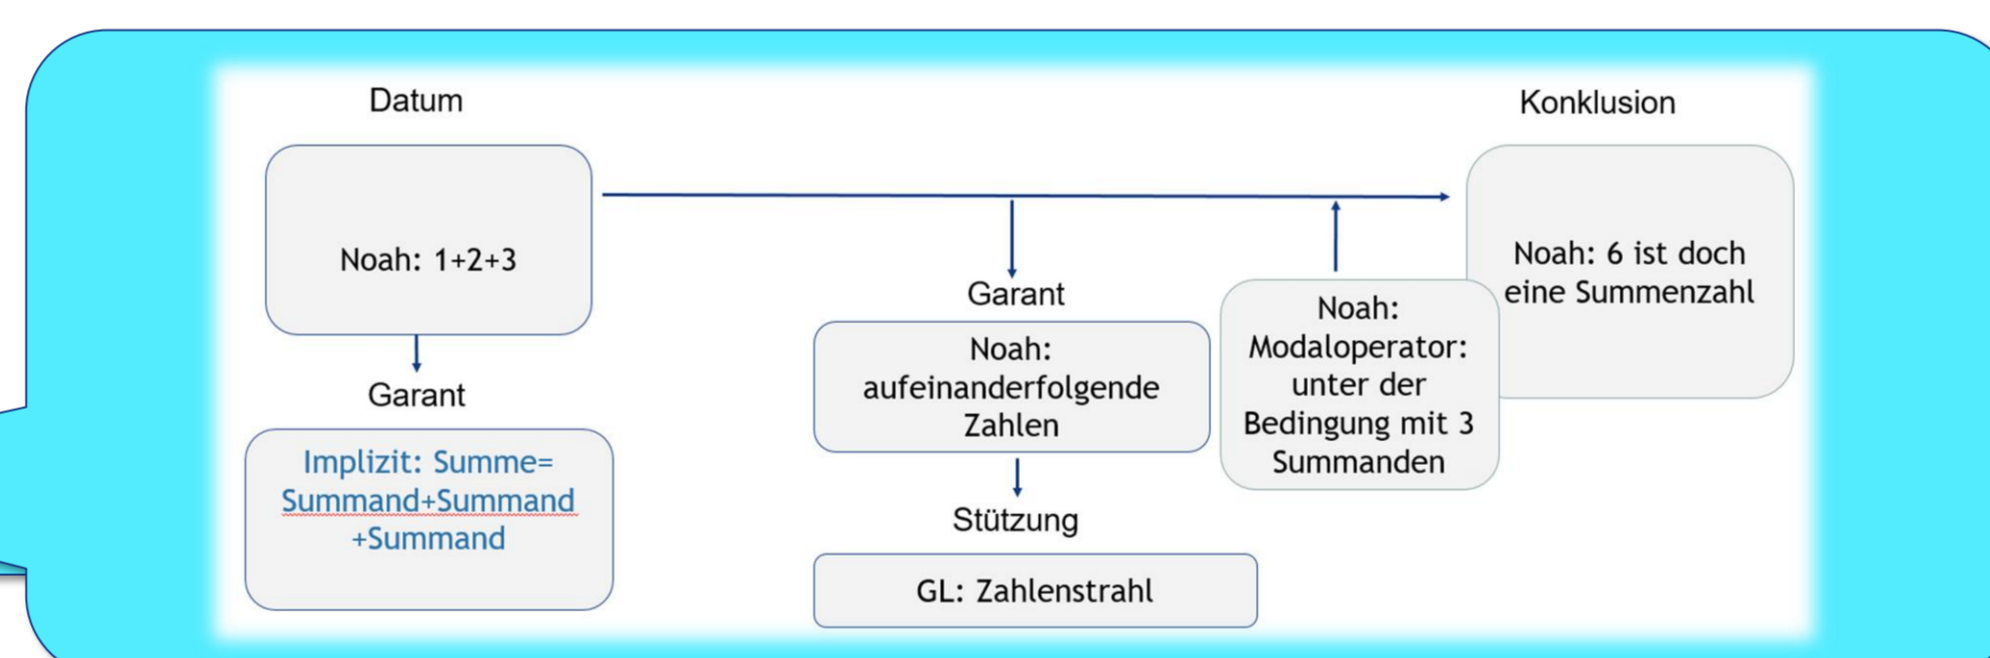 Datum
Konklusion
Noah: 1+2+3
Noah: 6 ist doch
eine Summenzahl
Garant
Implizit: Summe=
Summand+Summand
+Summand
Garant
Noah:
aufeinanderfolgende
Zahlen
Noah:
Modaloperator:
unter der
Bedingung mit 3
Summanden
Stützung
GL: Zahlenstrahl